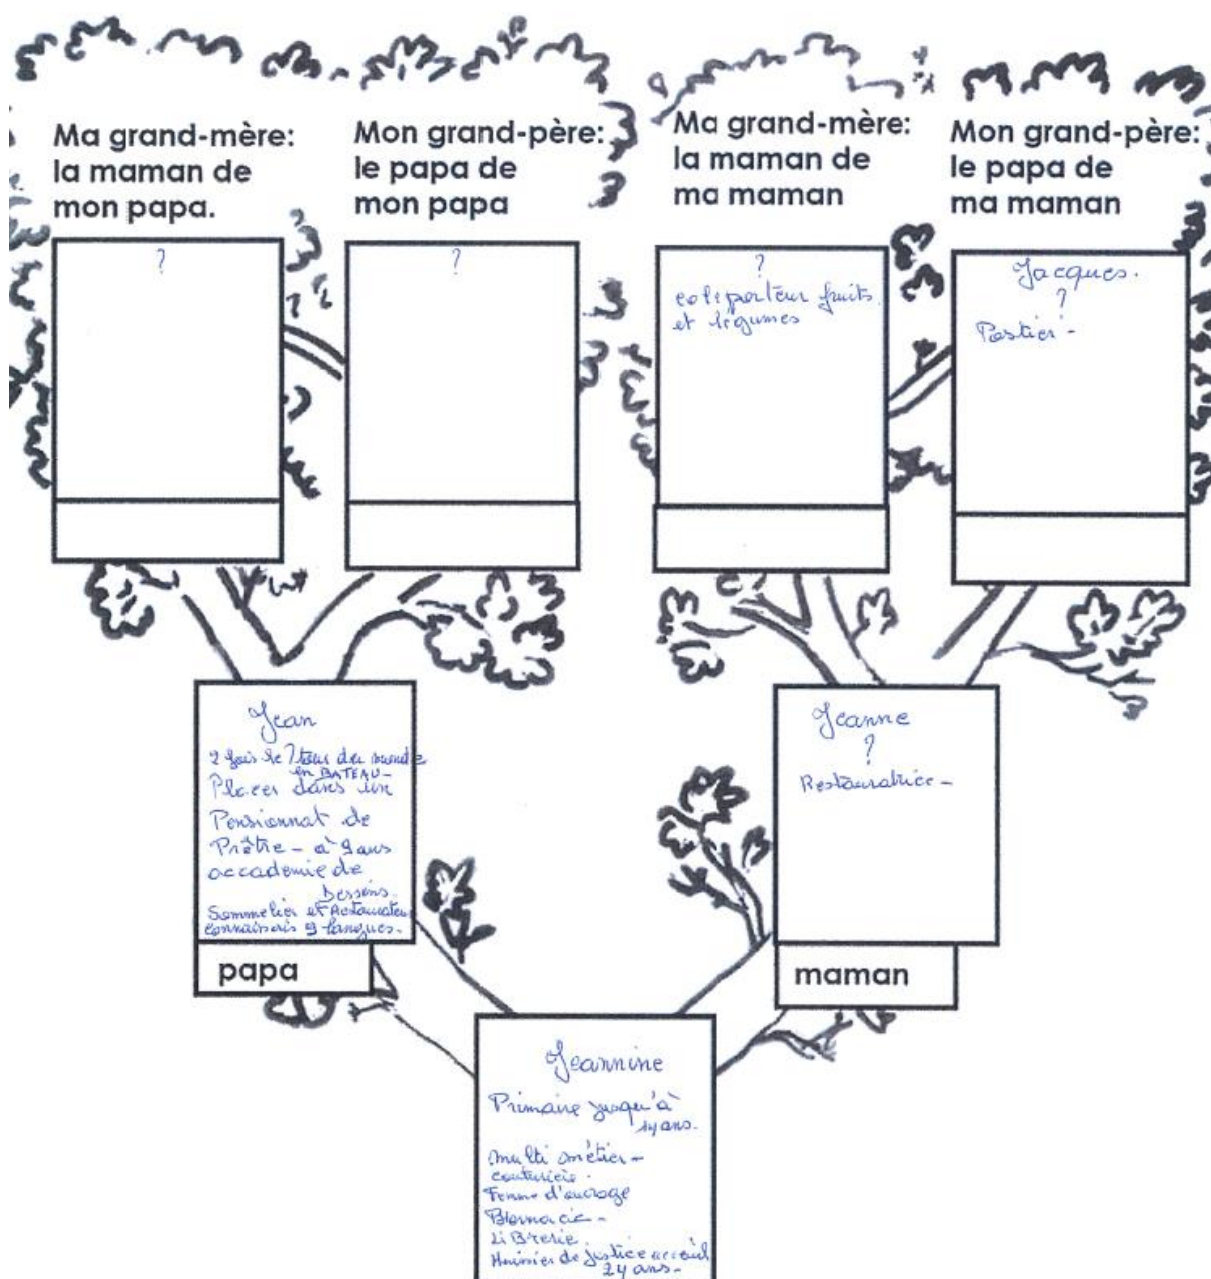 Ma grand-mère:
la maman de
mon papa.
?
Mon grand-père:
le papa de
mon papa
?
Ma grand-mère:
la maman de
ma maman
?
coleporteur fruits
et légumes
Mon grand-père:
le papa de
ma maman
Jacques.
?
Postier -
Jean
?
2 fois le tour du monde
en BATEAU -
Placer dans un
Pensionnat de
Prêtre - à 9 ans
accademie de
Dessins.
Sommelier et Restaurateur
connaissais 9 langues.
papa
Jeanne
?
Restauratrice -
maman
Jeannine
Primaire jusqu'à
14 ans.
multi métier -
couturière.
Femme d'ouvrage
Librerie
Huissier de justice accueil
24 ans -